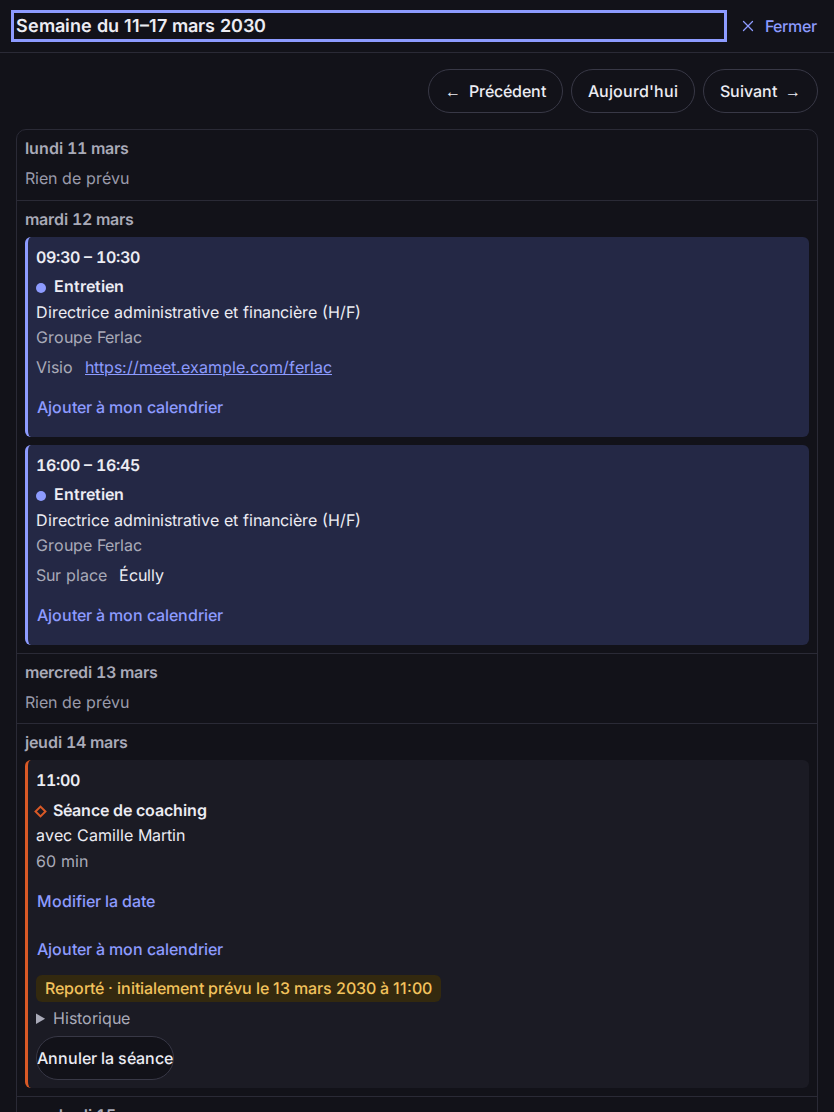 Semaine du 11–17 mars 2030
× Fermer
← Précédent
Aujourd'hui
Suivant →
lundi 11 mars
Rien de prévu
mardi 12 mars
09:30 – 10:30
Entretien
Directrice administrative et financière (H/F)
Groupe Ferlac
Visio https://meet.example.com/ferlac
Ajouter à mon calendrier
16:00 – 16:45
Entretien
Directrice administrative et financière (H/F)
Groupe Ferlac
Sur place Écully
Ajouter à mon calendrier
mercredi 13 mars
Rien de prévu
jeudi 14 mars
11:00
Séance de coaching
avec Camille Martin
60 min
Modifier la date
Ajouter à mon calendrier
Reporté · initialement prévu le 13 mars 2030 à 11:00
Historique
Annuler la séance